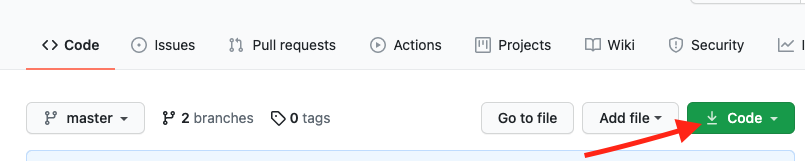 Code Issues Pull requests Actions Projects Wiki Security
master 2 branches 0 tags Go to file Add file Code